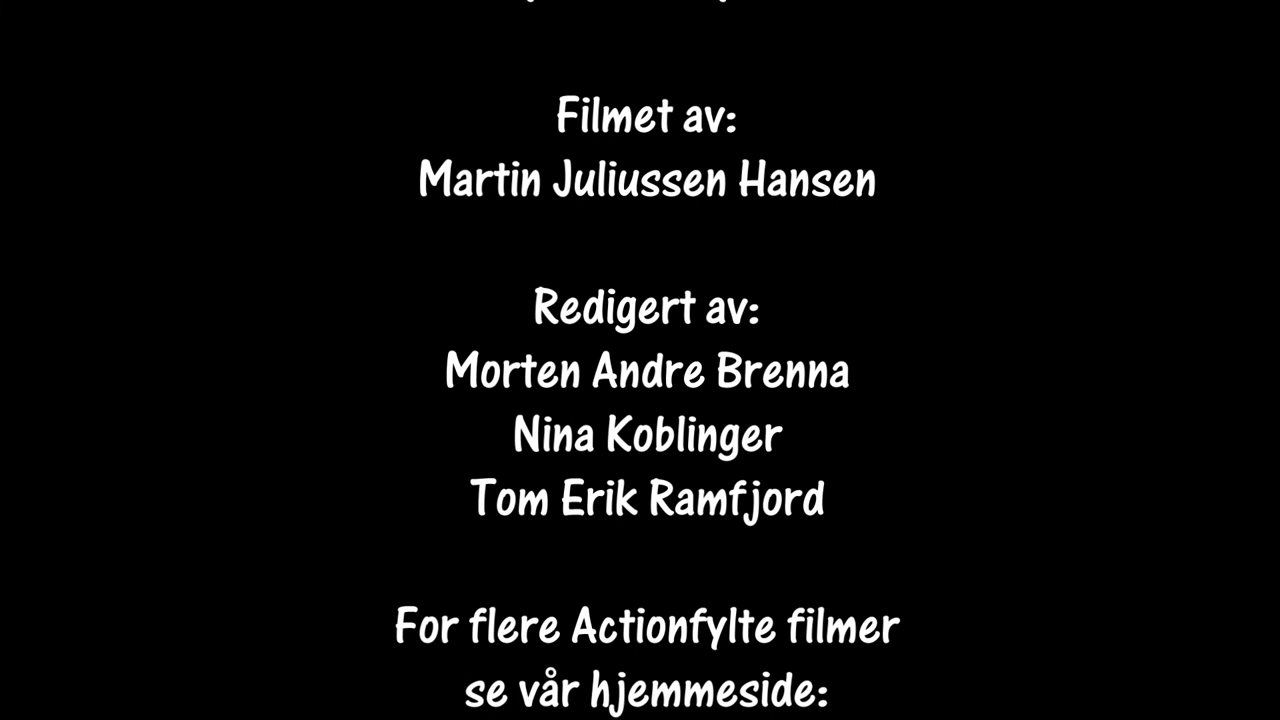 Filmet av:
Martin Juliussen Hansen
Redigert av:
Morten Andre Brenna
Nina Koblinger
Tom Erik Ramfjord
For flere Actionfylte filmer
se vår hjemmeside: